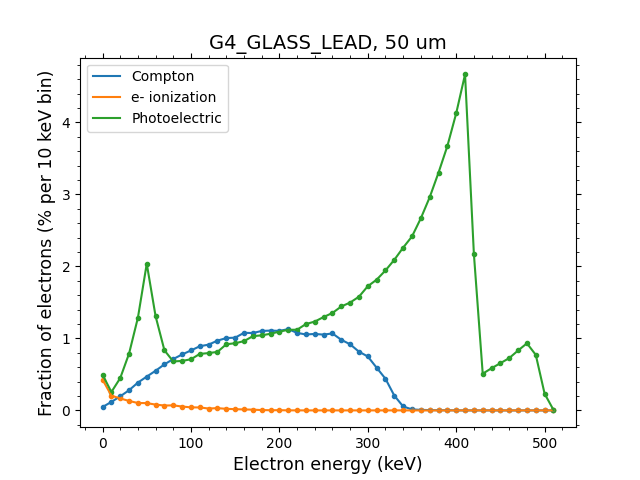 G4_GLASS_LEAD, 50 um
Compton
e- ionization
Photoelectric
Fraction of electrons (% per 10 keV bin)
4
3
2
1
0
0 100 200 300 400 500
Electron energy (keV)